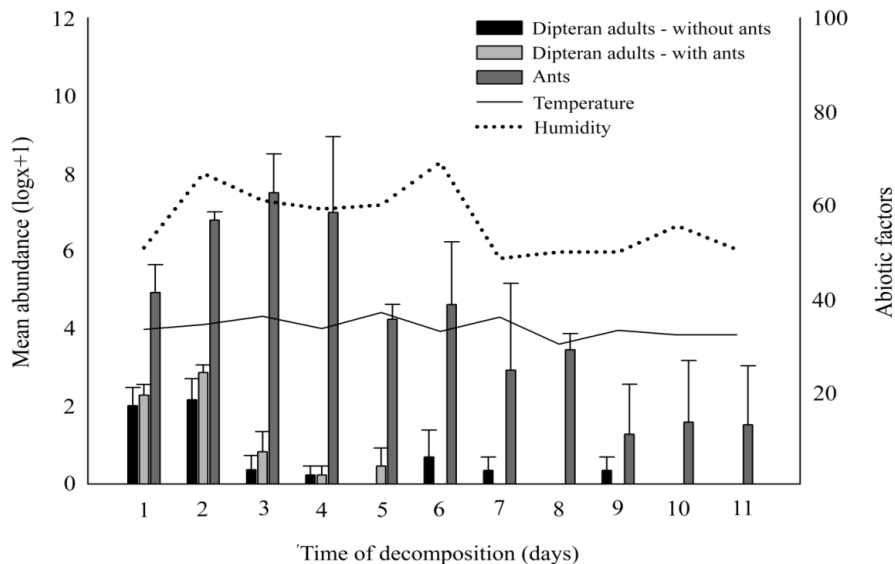 12
10
8
6
4
2
0
Mean abundance (logx+1)
Dipteran adults - without ants
Dipteran adults - with ants
Ants
Temperature
Humidity
100
80
60
40
20
Abiotic factors
1 2 3 4 5 6 7 8 9 10 11
'Time of decomposition (days)